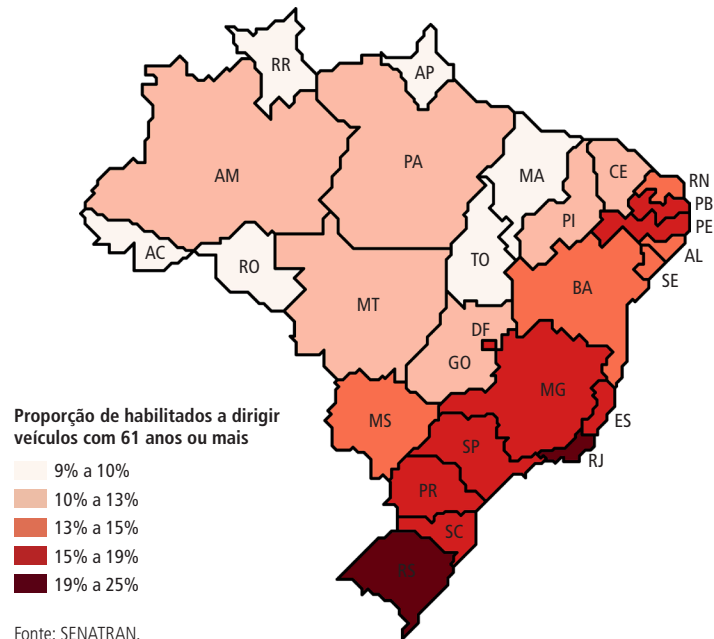 RR
AP
AM
PA
MA
CE
RN
PB
PE
PI
AL
SE
AC
RO
TO
BA
MT
DF
GO
MG
ES
MS
SP
RJ
PR
SC
RS
Proporção de habilitados a dirigir
veículos com 61 anos ou mais
9% a 10%
10% a 13%
13% a 15%
15% a 19%
19% a 25%
Fonte: SENATRAN.